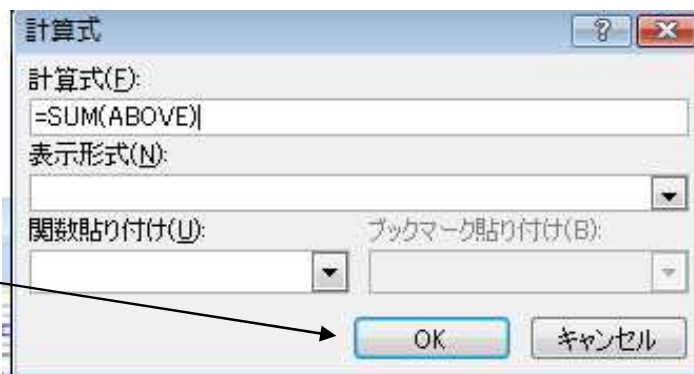 計算式
計算式(F):
=SUM(ABOVE)
表示形式(N):
関数貼り付け(U): ブックマーク貼り付け(B):
OK キャンセル